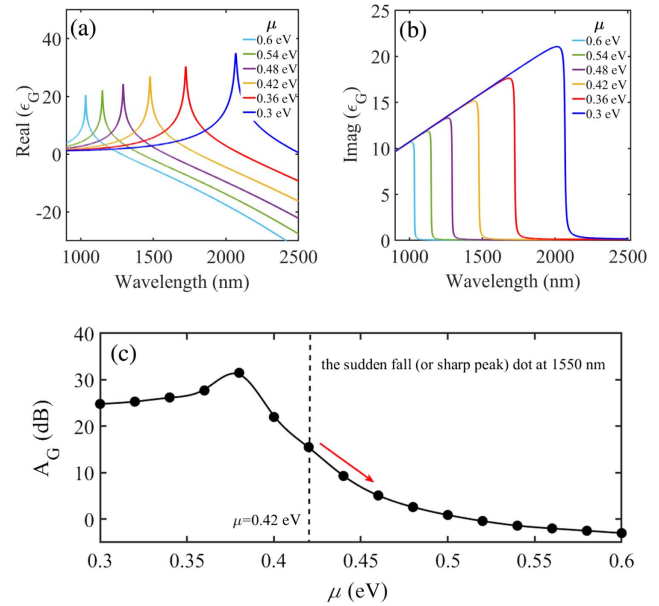 (a)
μ
0.6 eV
0.54 eV
0.48 eV
0.42 eV
0.36 eV
0.3 eV
Real (ϵ_G)
40
20
0
-20
1000 1500 2000 2500
Wavelength (nm)
(b)
μ
0.6 eV
0.54 eV
0.48 eV
0.42 eV
0.36 eV
0.3 eV
Imag (ϵ_G)
25
20
15
10
5
0
1000 1500 2000 2500
Wavelength (nm)
(c)
the sudden fall (or sharp peak) dot at 1550 nm
μ=0.42 eV
A_G (dB)
40
30
20
10
0
0.3 0.35 0.4 0.45 0.5 0.55 0.6
μ (eV)